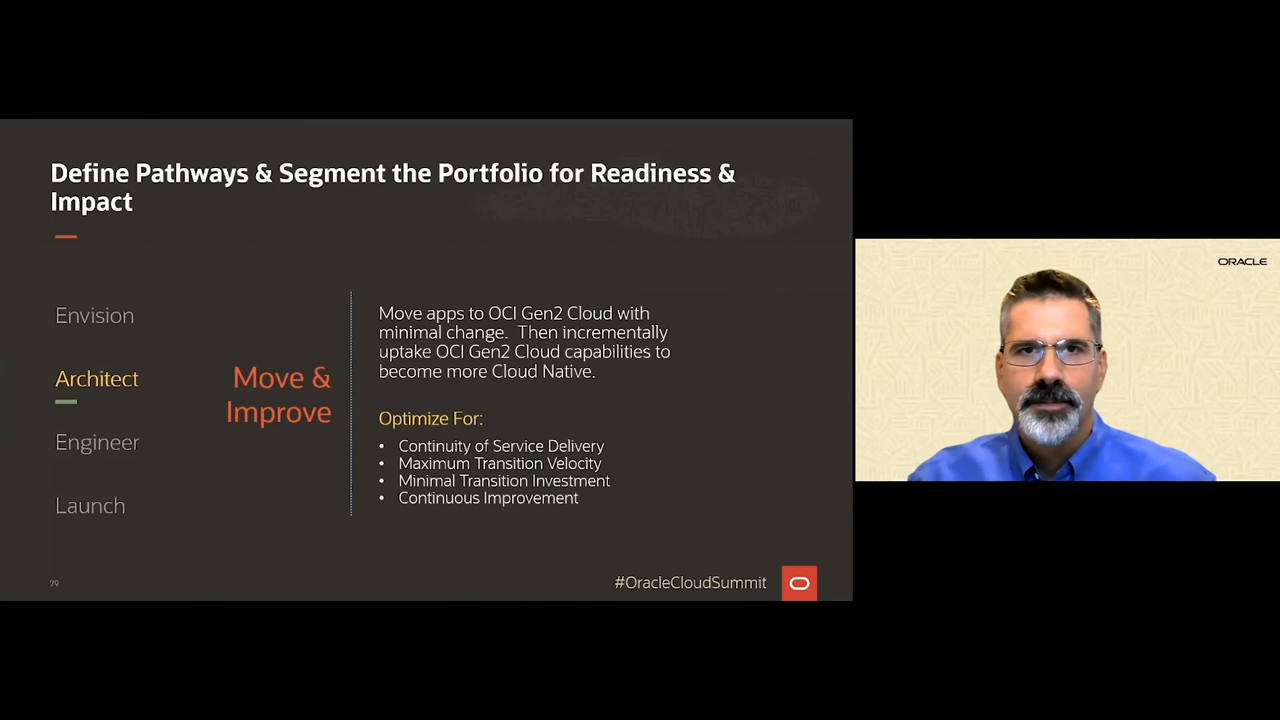 Define Pathways & Segment the Portfolio for Readiness &
Impact
Envision
Architect
Engineer
Launch
Move &
Improve
Move apps to OCI Gen2 Cloud with
minimal change.  Then incrementally
uptake OCI Gen2 Cloud capabilities to
become more Cloud Native.
Optimize For:
• Continuity of Service Delivery
• Maximum Transition Velocity
• Minimal Transition Investment
• Continuous Improvement
79
#OracleCloudSummit
ORACLE